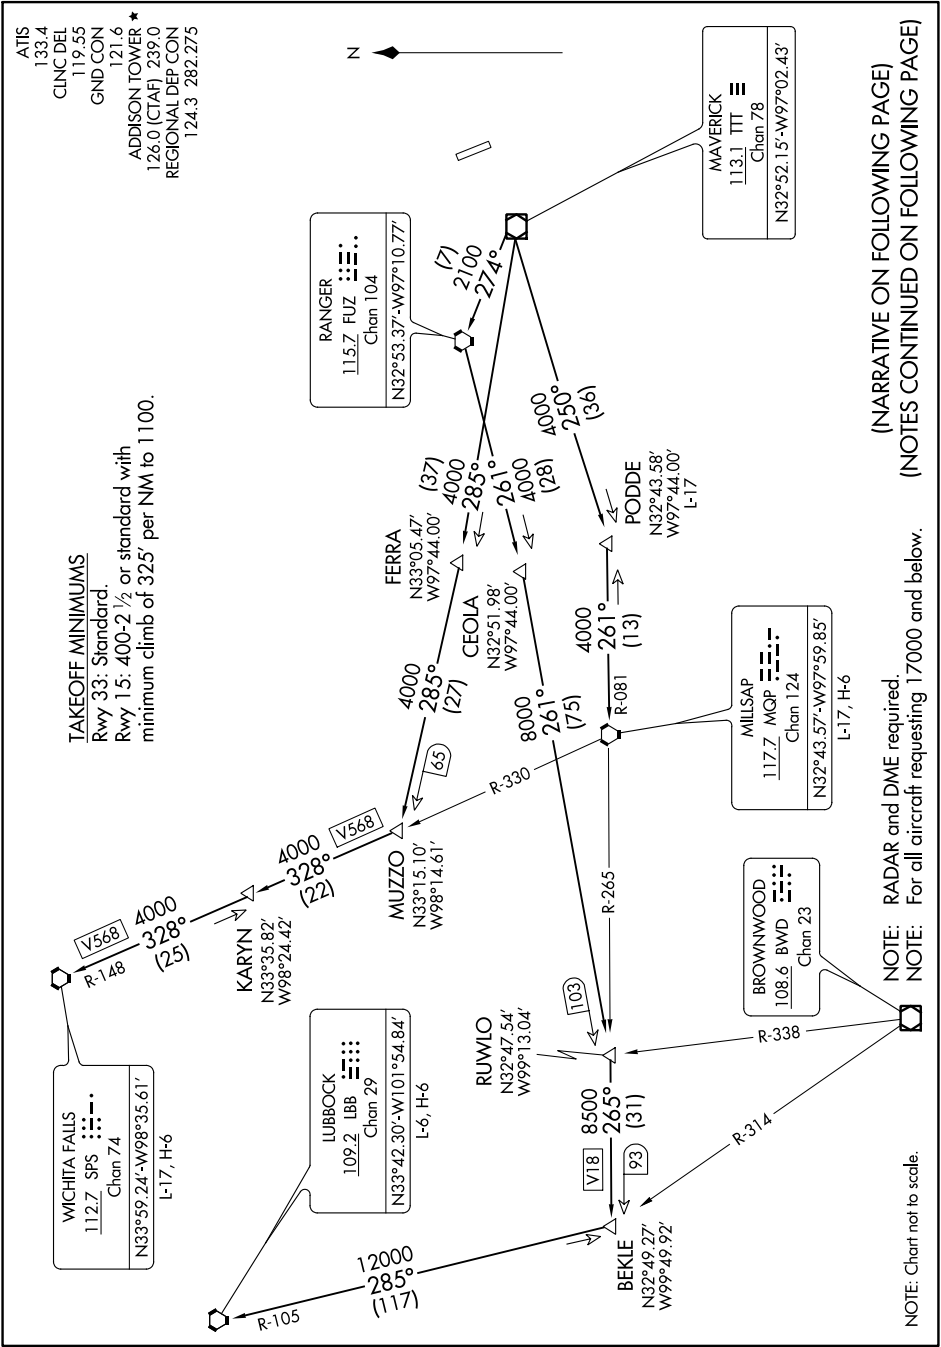 ATIS
133.4
CLNC DEL
119.55
GND CON
121.6
ADDISON TOWER ★
126.0 (CTAF) 239.0
REGIONAL DEP CON
124.3 282.275
TAKEOFF MINIMUMS
Rwy 33: Standard.
Rwy 15: 400-2 ½ or standard with
minimum climb of 325' per NM to 1100.
N
WICHITA FALLS
112.7 SPS
Chan 74
N33°59.24'-W98°35.61'
L-17, H-6
V568
4000
328°
(25)
R-148
KARYN
N33°35.82'
W98°24.42'
4000
328°
(22)
V568
MUZZO
N33°15.10'
W98°14.61'
65
4000
285°
(27)
FERRA
N33°05.47'
W97°44.00'
(37)
4000
285°
RANGER
115.7 FUZ
Chan 104
N32°53.37'-W97°10.77'
(7)
2100
274°
LUBBOCK
109.2 LBB
Chan 29
N33°42.30'-W101°54.84'
L-6, H-6
R-105
12000
285°
(117)
RUWLO
N32°47.54'
W99°13.04'
103
8000
261°
(75)
CEOLA
N32°51.98'
W97°44.00'
261°
4000
(28)
4000
250°
(36)
BEKLE
N32°49.27'
W99°49.92'
V18
93
8500
265°
(31)
R-265
R-330
R-081
4000
261°
(13)
PODDE
N32°43.58'
W97°44.00'
L-17
MAVERICK
113.1 TTT
Chan 78
N32°52.15'-W97°02.43'
MILLSAP
117.7 MQP
Chan 124
N32°43.57'-W97°59.85'
L-17, H-6
BROWNWOOD
108.6 BWD
Chan 23
R-338
R-314
NOTE: RADAR and DME required.
NOTE: For all aircraft requesting 17000 and below.
(NARRATIVE ON FOLLOWING PAGE)
(NOTES CONTINUED ON FOLLOWING PAGE)
NOTE: Chart not to scale.